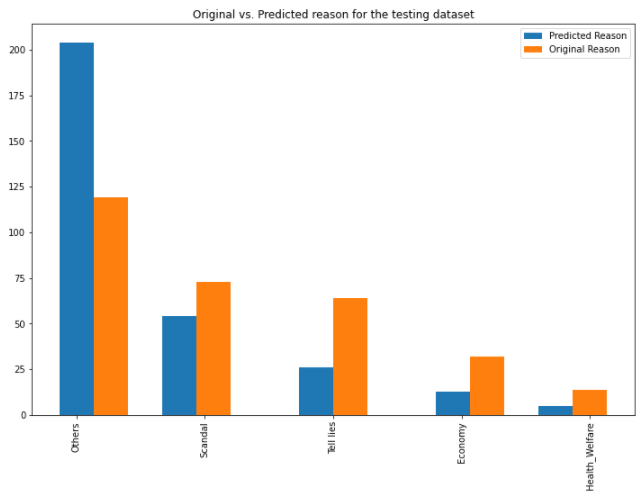 Original vs. Predicted reason for the testing dataset
Predicted Reason
Original Reason
200
175
150
125
100
75
50
25
0
Others
Scandal
Tell lies
Economy
Health_Welfare